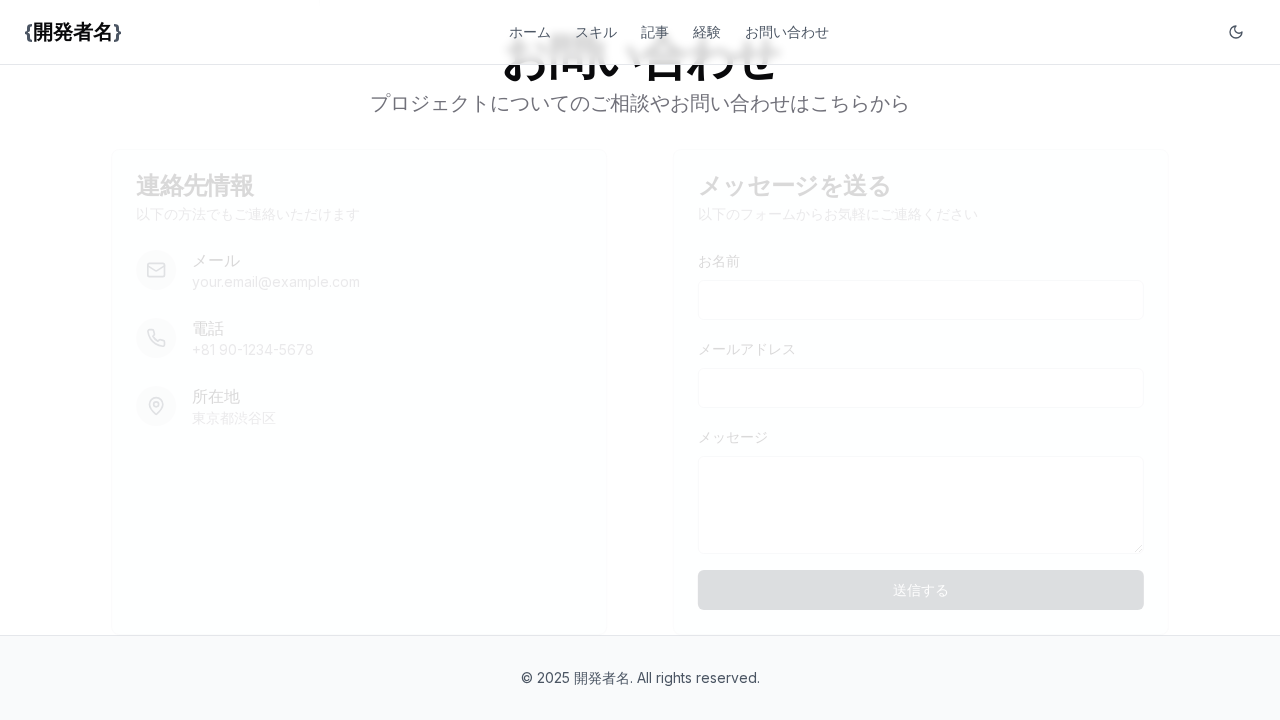 {開発者名}
ホーム
スキル
記事
経験
お問い合わせ
お問い合わせ
プロジェクトについてのご相談やお問い合わせはこちらから
連絡先情報
以下の方法でもご連絡いただけます
メール
your.email@example.com
電話
+81 90-1234-5678
所在地
東京都渋谷区
メッセージを送る
以下のフォームからお気軽にご連絡ください
お名前
メールアドレス
メッセージ
送信する
© 2025 開発者名. All rights reserved.